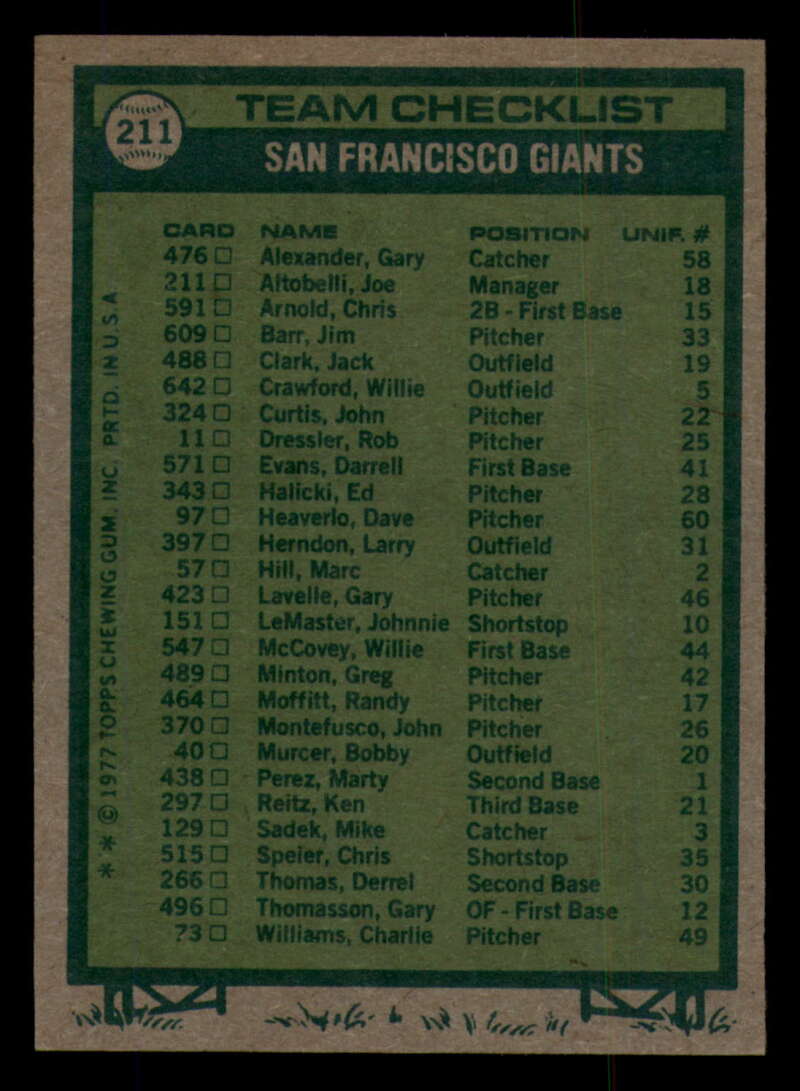 211
TEAM CHECKLIST
SAN FRANCISCO GIANTS
CARD NAME POSITION UNIF. #
476 Alexander, Gary Catcher 58
211 Altobelli, Joe Manager 18
591 Arnold, Chris 2B - First Base 15
609 Barr, Jim Pitcher 33
488 Clark, Jack Outfield 19
642 Crawford, Willie Outfield 5
324 Curtis, John Pitcher 22
11 Dressler, Rob Pitcher 25
571 Evans, Darrell First Base 41
343 Halicki, Ed Pitcher 28
97 Heaverlo, Dave Pitcher 60
397 Herndon, Larry Outfield 31
57 Hill, Marc Catcher 2
423 Lavelle, Gary Pitcher 46
151 LeMaster, Johnnie Shortstop 10
547 McCovey, Willie First Base 44
489 Minton, Greg Pitcher 42
464 Moffitt, Randy Pitcher 17
370 Montefusco, John Pitcher 26
40 Murcer, Bobby Outfield 20
438 Perez, Marty Second Base 1
297 Reitz, Ken Third Base 21
129 Sadek, Mike Catcher 3
515 Speier, Chris Shortstop 35
266 Thomas, Derrel Second Base 30
496 Thomasson, Gary OF - First Base 12
73 Williams, Charlie Pitcher 49
* * © 1977 TOPPS CHEWING GUM, INC. PRTD. IN U.S.A.